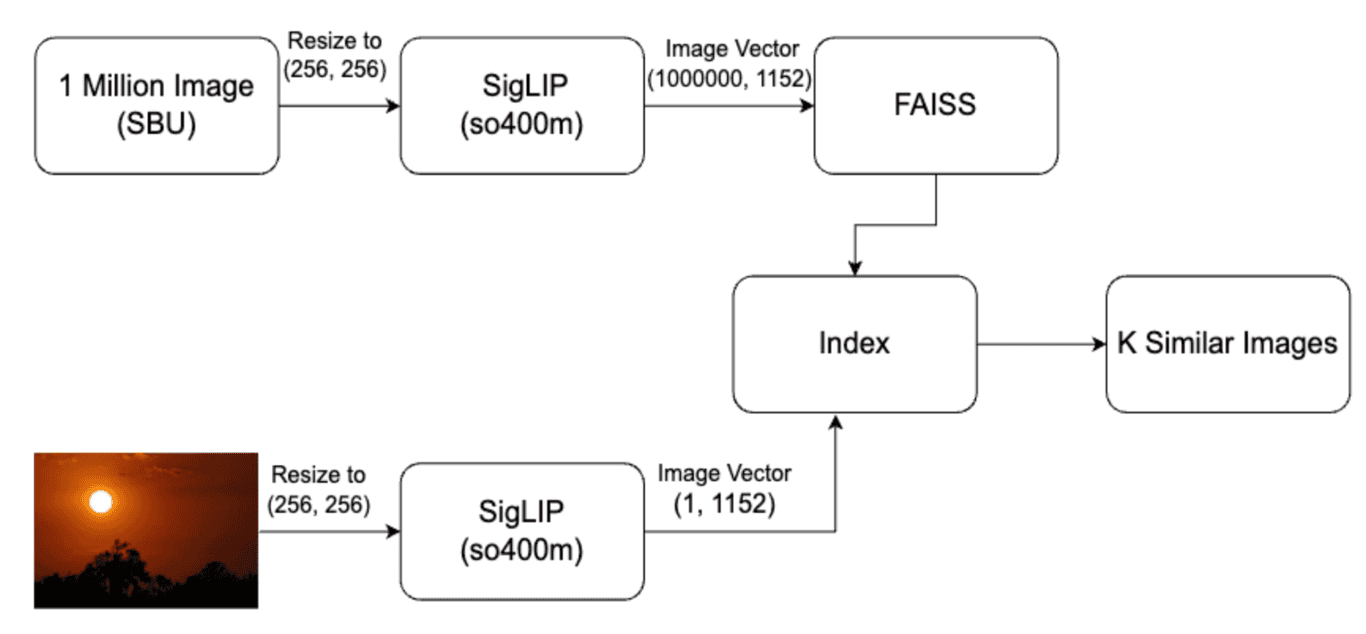 1 Million Image
(SBU)
Resize to
(256, 256)
SigLIP
(so400m)
Image Vector
(1000000, 1152)
FAISS
Index
K Similar Images
Resize to
(256, 256)
SigLIP
(so400m)
Image Vector
(1, 1152)